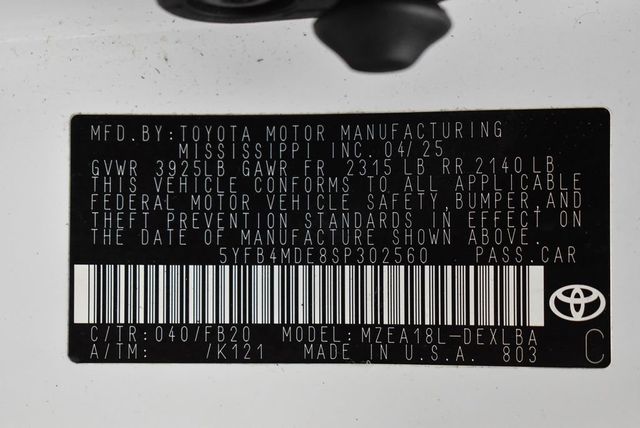 MFD. BY: TOYOTA MOTOR MANUFACTURING
MISSISSIPPI INC. 04/25
GVWR 3925LB GAWR FR 2315 LB RR 2140 LB
THIS VEHICLE CONFORMS TO ALL APPLICABLE
FEDERAL MOTOR VEHICLE SAFETY, BUMPER, AND
THEFT PREVENTION STANDARDS IN EFFECT ON
THE DATE OF MANUFACTURE SHOWN ABOVE.
5YFB4MDE8SP302560 PASS. CAR
C/TR: 040/FB20 MODEL: MZEA18L-DEXLBA
A/TM: /K121 MADE IN U.S.A. 803 C